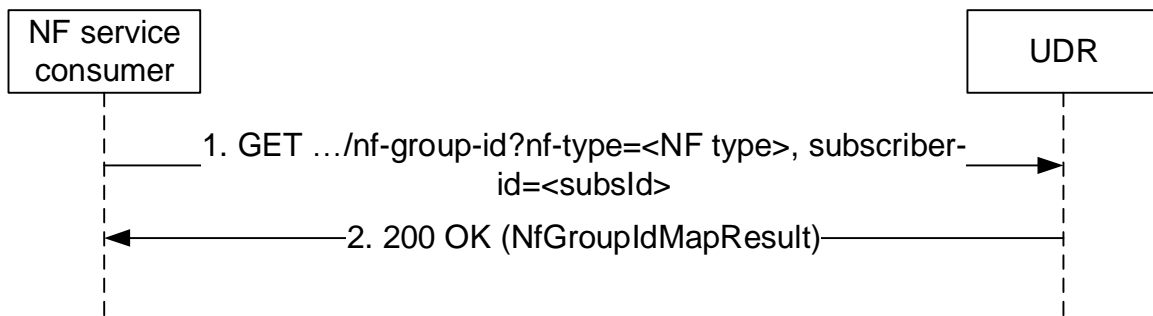 NF service
consumer
UDR
1. GET …/nf-group-id?nf-type=<NF type>, subscriber-
id=<subsId>
2. 200 OK (NfGroupIdMapResult)